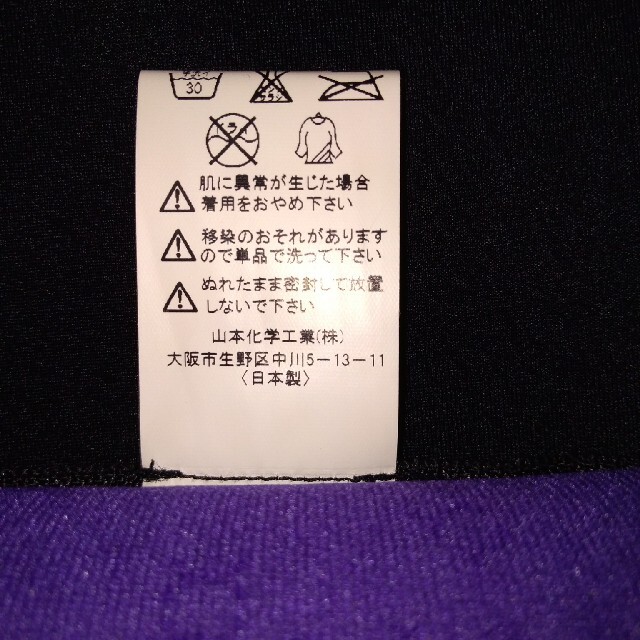 30
肌に異常が生じた場合
着用をおやめ下さい
移染のおそれがあります
ので単品で洗って下さい
ぬれたまま密封して放置
しないで下さい
山本化学工業(株)
大阪市生野区中川5-13-11
〈日本製〉